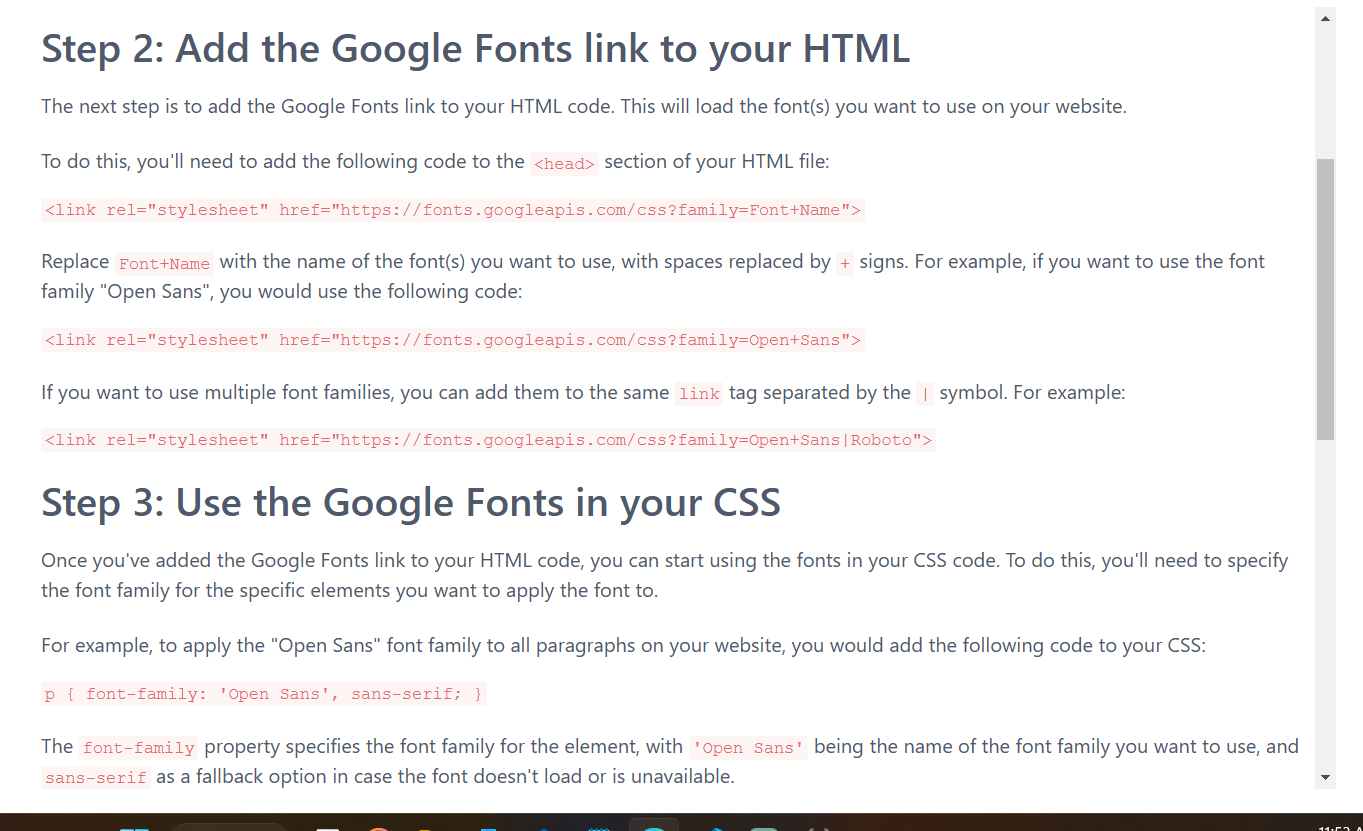 Step 2: Add the Google Fonts link to your HTML
The next step is to add the Google Fonts link to your HTML code. This will load the font(s) you want to use on your website.
To do this, you'll need to add the following code to the <head> section of your HTML file:
<link rel="stylesheet" href="https://fonts.googleapis.com/css?family=Font+Name">
Replace Font+Name with the name of the font(s) you want to use, with spaces replaced by + signs. For example, if you want to use the font
family "Open Sans", you would use the following code:
<link rel="stylesheet" href="https://fonts.googleapis.com/css?family=Open+Sans">
If you want to use multiple font families, you can add them to the same link tag separated by the | symbol. For example:
<link rel="stylesheet" href="https://fonts.googleapis.com/css?family=Open+Sans|Roboto">
Step 3: Use the Google Fonts in your CSS
Once you've added the Google Fonts link to your HTML code, you can start using the fonts in your CSS code. To do this, you'll need to specify
the font family for the specific elements you want to apply the font to.
For example, to apply the "Open Sans" font family to all paragraphs on your website, you would add the following code to your CSS:
p { font-family: 'Open Sans', sans-serif; }
The font-family property specifies the font family for the element, with 'Open Sans' being the name of the font family you want to use, and
sans-serif as a fallback option in case the font doesn't load or is unavailable.